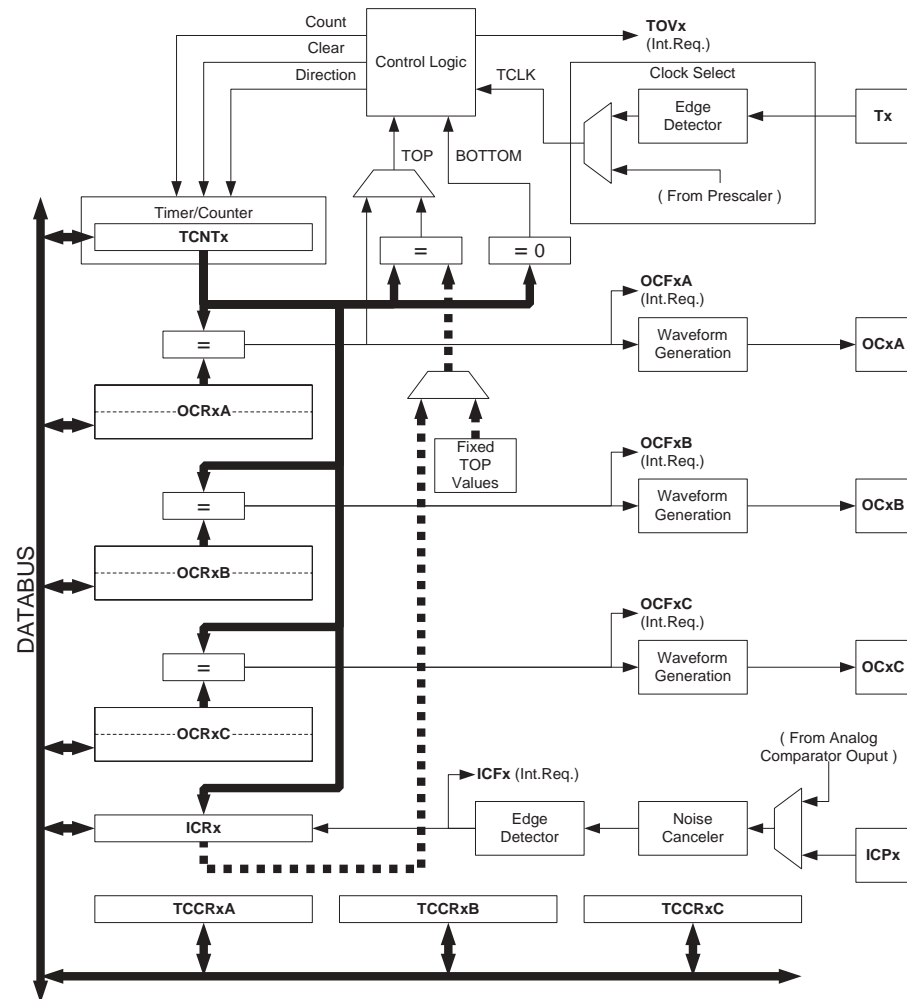 Count
Clear
Direction
Control Logic
TOVx
(Int.Req.)
Clock Select
TCLK
Edge
Detector
Tx
TOP
BOTTOM
( From Prescaler )
Timer/Counter
TCNTx
=
= 0
OCFxA
(Int.Req.)
=
Waveform
Generation
OCxA
OCRxA
Fixed
TOP
Values
OCFxB
(Int.Req.)
=
Waveform
Generation
OCxB
OCRxB
DATABUS
OCFxC
(Int.Req.)
=
Waveform
Generation
OCxC
OCRxC
( From Analog
Comparator Ouput )
ICFx (Int.Req.)
ICRx
Edge
Detector
Noise
Canceler
ICPx
TCCRxA
TCCRxB
TCCRxC